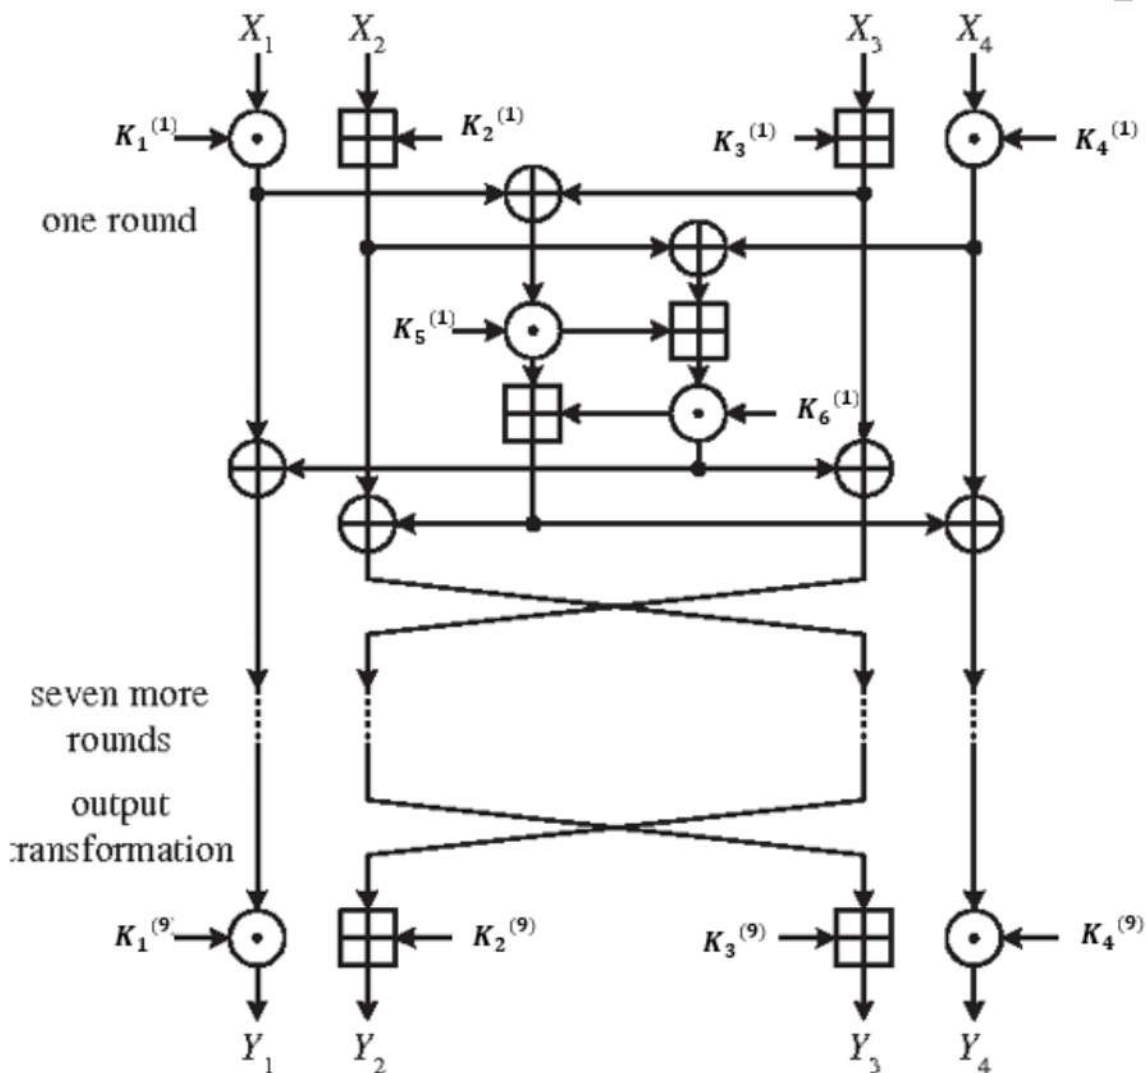 X₁ X₂ X₃ X₄
K₁⁽¹⁾ K₂⁽¹⁾ K₃⁽¹⁾ K₄⁽¹⁾
one round
K₅⁽¹⁾
K₆⁽¹⁾
seven more
rounds
output
transformation
K₁⁽⁹⁾ K₂⁽⁹⁾ K₃⁽⁹⁾ K₄⁽⁹⁾
Y₁ Y₂ Y₃ Y₄